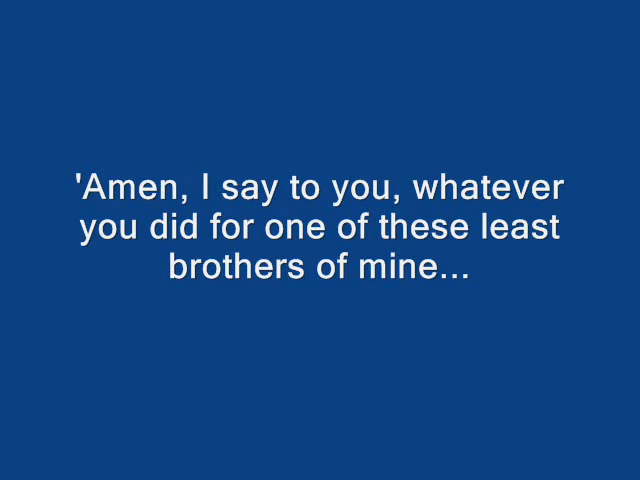 'Amen, I say to you, whatever
you did for one of these least
brothers of mine...